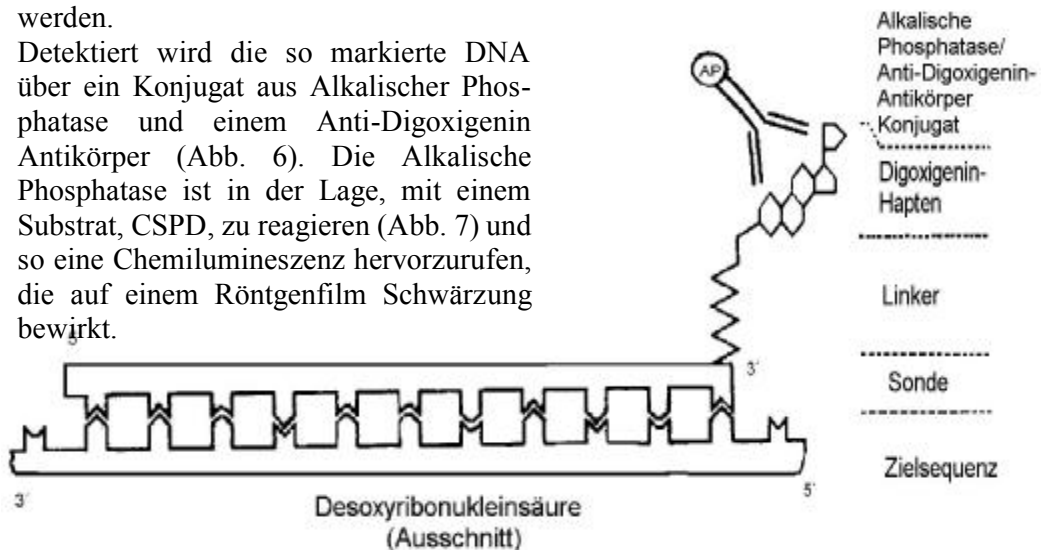 werden.
Detektiert wird die so markierte DNA
über ein Konjugat aus Alkalischer Phos-
phatase und einem Anti-Digoxigenin
Antikörper (Abb. 6). Die Alkalische
Phosphatase ist in der Lage, mit einem
Substrat, CSPD, zu reagieren (Abb. 7) und
so eine Chemilumineszenz hervorzurufen,
die auf einem Röntgenfilm Schwärzung
bewirkt.
AP
Alkalische
Phosphatase/
Anti-Digoxigenin-
Antikörper
Konjugat
Digoxigenin-
Hapten
Linker
Sonde
Zielsequenz
5´
3´
3´
5´
Desoxyribonukleinsäure
(Ausschnitt)